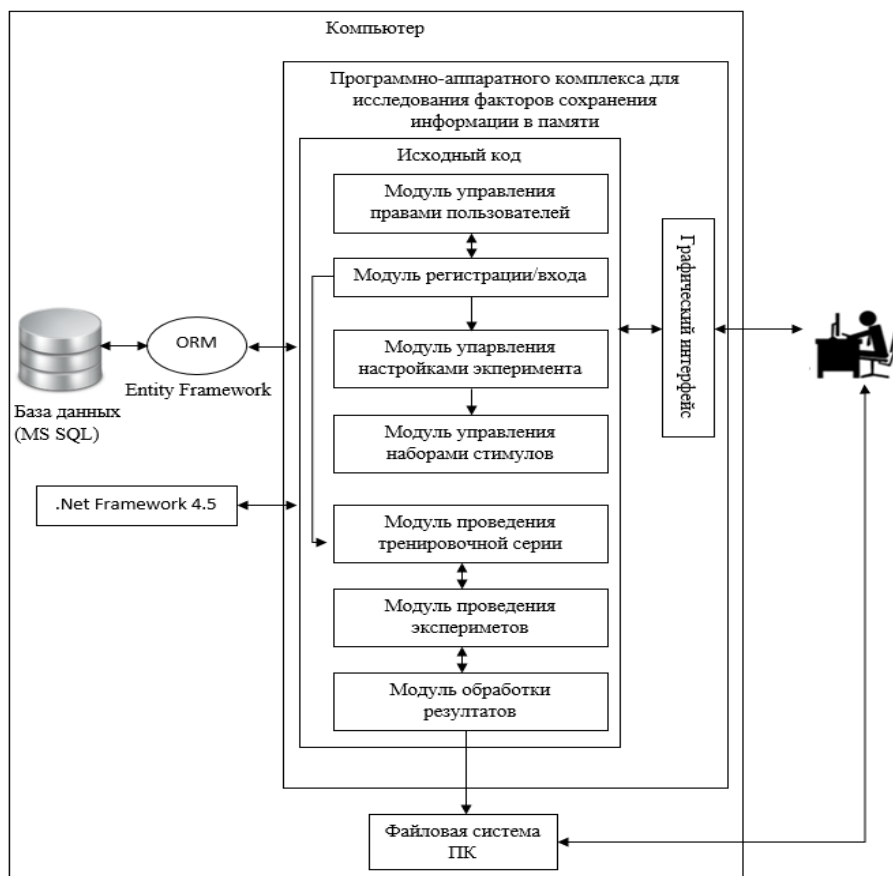 Компьютер
Программно-аппаратного комплекса для
исследования факторов сохранения
информации в памяти
Исходный код
Модуль управления
правами пользователей
Модуль регистрации/входа
Модуль упарвления
настройками экперимента
Модуль управления
наборами стимулов
Модуль проведения
тренировочной серии
Модуль проведения
экспериметов
Модуль обработки
резултатов
Графический интерфейс
ORM
Entity Framework
База данных
(MS SQL)
.Net Framework 4.5
Файловая система
ПК